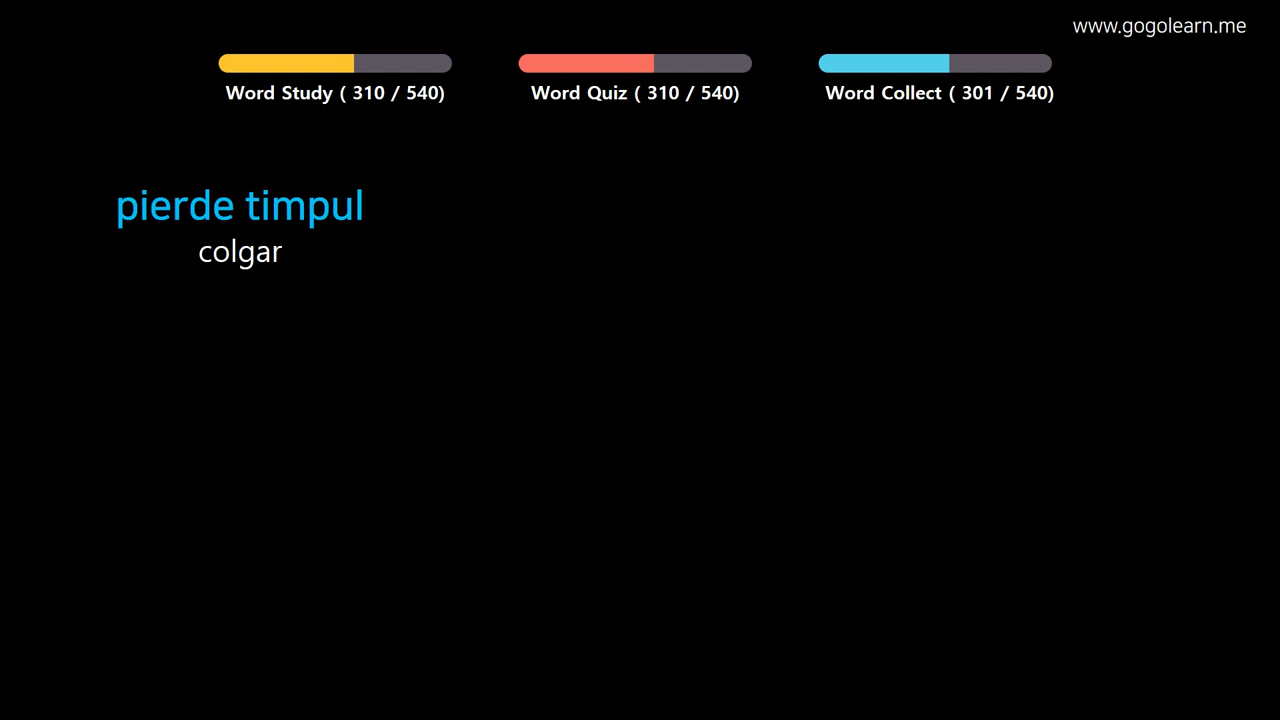 www.gogolearn.me
Word Study ( 310 / 540)
Word Quiz ( 310 / 540)
Word Collect ( 301 / 540)
pierde timpul
colgar